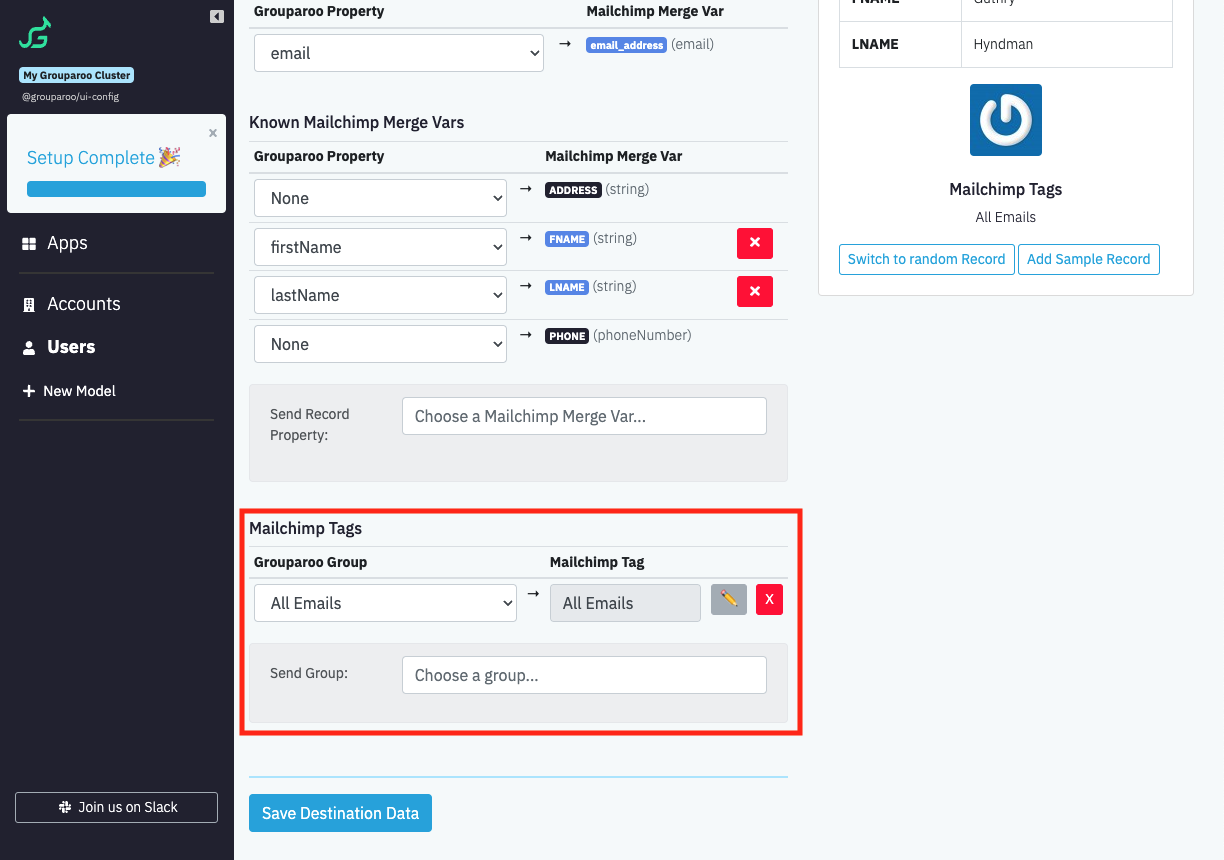 My Grouparoo Cluster
@grouparoo/ui-config
x
Setup Complete
Apps
Accounts
Users
+ New Model
Join us on Slack
Grouparoo Property Mailchimp Merge Var
email → email_address (email)
Known Mailchimp Merge Vars
Grouparoo Property Mailchimp Merge Var
None → ADDRESS (string)
firstName → FNAME (string)
lastName → LNAME (string)
None → PHONE (phoneNumber)
Send Record
Property:
Choose a Mailchimp Merge Var...
Mailchimp Tags
Grouparoo Group Mailchimp Tag
All Emails → All Emails X
Send Group: Choose a group...
Save Destination Data
FNAME Guthry
LNAME Hyndman
Mailchimp Tags
All Emails
Switch to random Record Add Sample Record